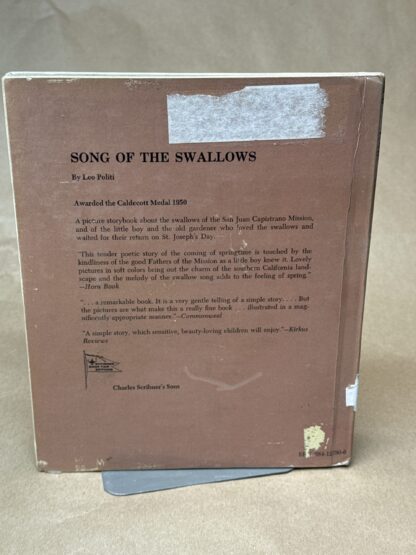 SONG OF THE SWALLOWS
By Leo Politi
Awarded the Caldecott Medal 1950
A picture storybook about the swallows of the San Juan Capistrano Mission,
and of the little boy and the old gardener who loved the swallows and
waited for their return on St. Joseph's Day.
"This tender poetic story of the coming of springtime is touched by the
kindliness of the good Fathers of the Mission as a little boy knew it. Lovely
pictures in soft colors bring out the charm of the southern California land-
scape and the melody of the swallow song adds to the feeling of spring."
—Horn Book
". . . a remarkable book. It is a very gentle telling of a simple story. . . . But
the pictures are what make this a really fine book . . . illustrated in a mag-
nificently appropriate manner."—Commonweal
"A simple story, which sensitive, beauty-loving children will enjoy."—Kirkus
Reviews
Charles Scribner's Sons